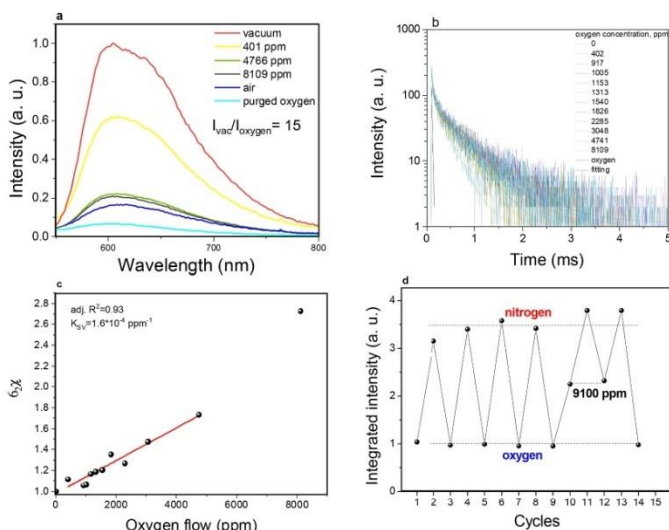 a
Intensity (a. u.)
1.0
0.8
0.6
0.4
0.2
0.0
vacuum
401 ppm
4766 ppm
8109 ppm
air
purged oxygen
Ivac/Ioxygen= 15
600
700
800
Wavelength (nm)
b
Intensity (a. u.)
1000
100
10
1
oxygen concentration, ppm
0
402
917
1005
1153
1313
1540
1826
2285
3048
4741
8109
oxygen
fitting
0
1
2
3
4
5
Time (ms)
c
2.8
2.6
2.4
2.2
2.0
1.8
1.6
1.4
1.2
1.0
adj. R²=0.93
KSV=1.6*10⁻⁴ ppm⁻¹
0
2000
4000
6000
8000
Oxygen flow (ppm)
d
Integrated intensity (a. u.)
4
3
2
1
0
nitrogen
9100 ppm
oxygen
1 2 3 4 5 6 7 8 9 10 11 12 13 14 15
Cycles